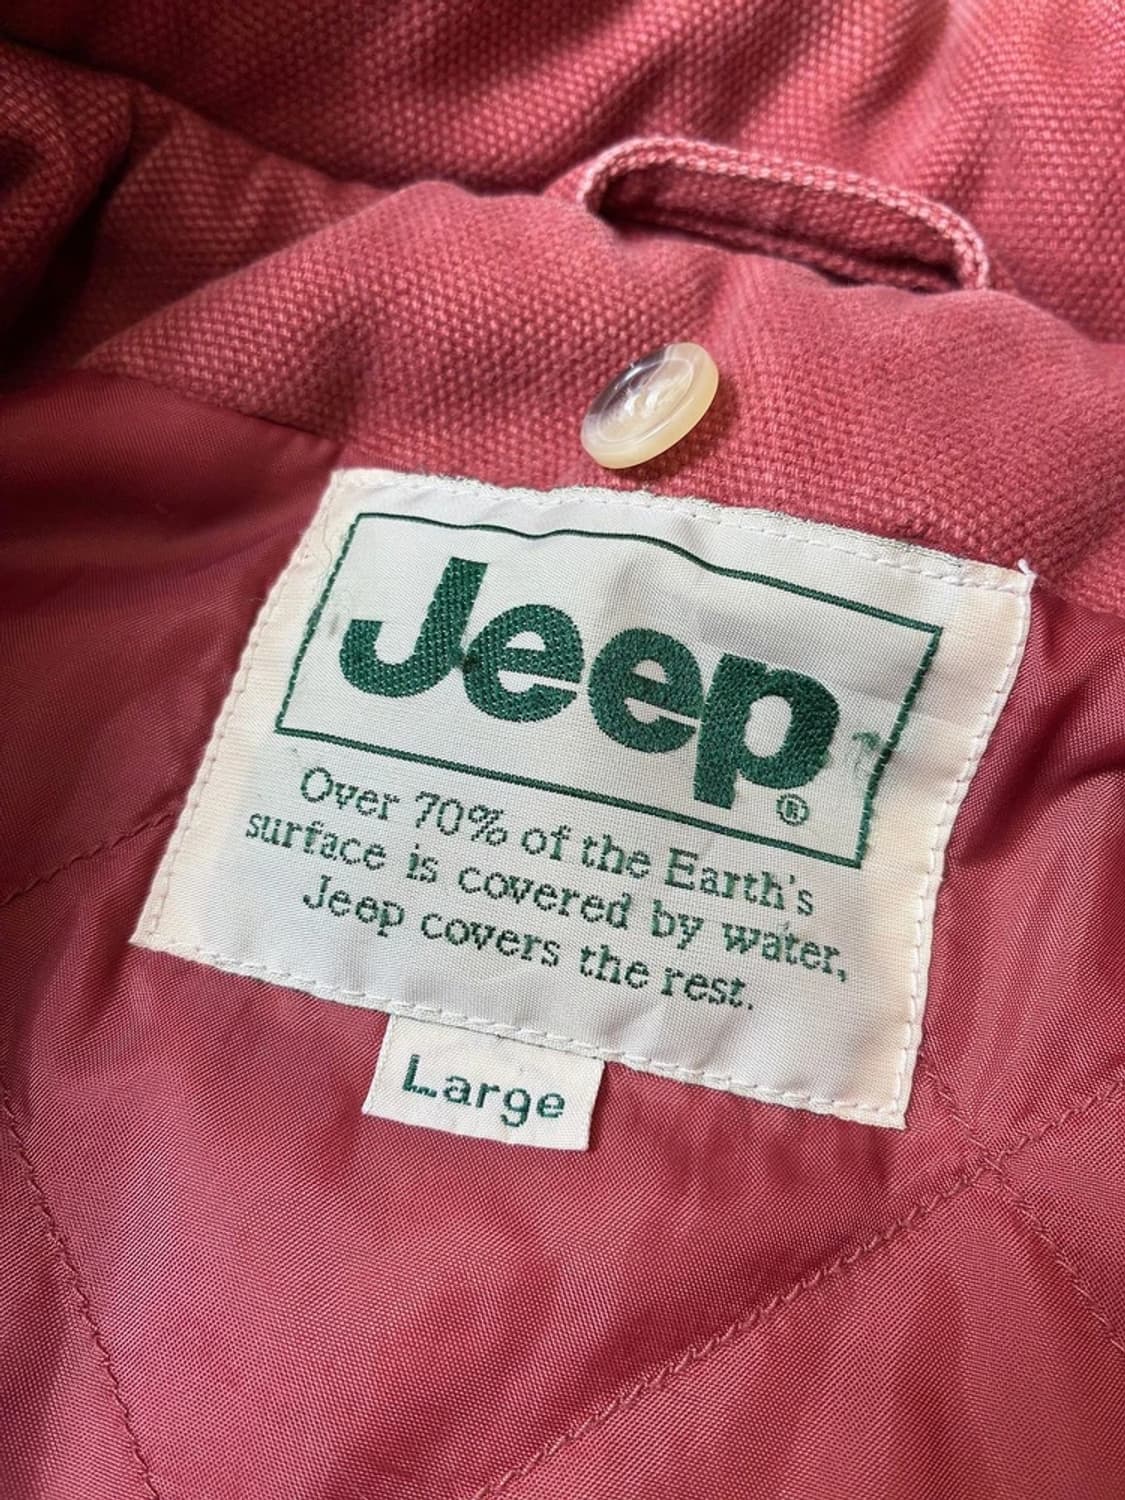 Jeep
®
Over 70% of the Earth's
surface is covered by water,
Jeep covers the rest.
Large